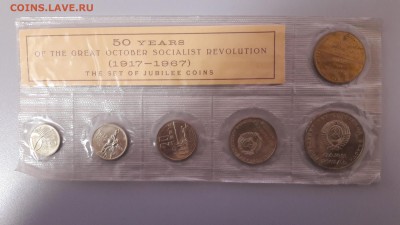 COINS.LAVE.RU
50 YEARS
OF THE GREAT OCTOBER SOCIALIST REVOLUTION
(1917-1967)
THE SET OF JUBILEE COINS